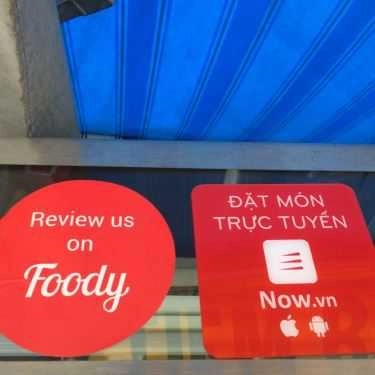 Review us
on
Foody
ĐẶT MÓN
TRỰC TUYẾN
Now.vn